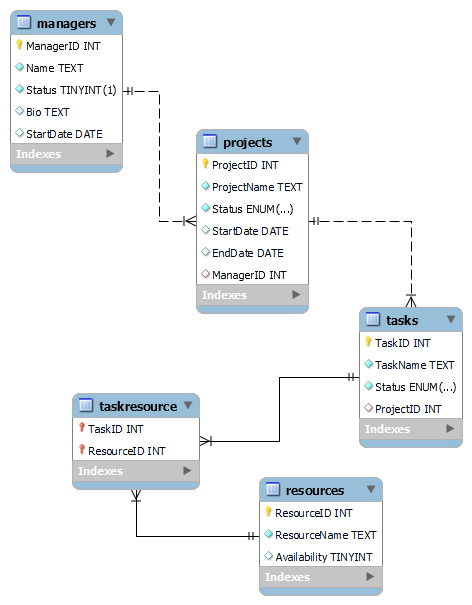 managers
ManagerID INT
Name TEXT
Status TINYINT(1)
Bio TEXT
StartDate DATE
Indexes
projects
ProjectID INT
ProjectName TEXT
Status ENUM(...)
StartDate DATE
EndDate DATE
ManagerID INT
Indexes
tasks
TaskID INT
TaskName TEXT
Status ENUM(...)
ProjectID INT
Indexes
taskresource
TaskID INT
ResourceID INT
Indexes
resources
ResourceID INT
ResourceName TEXT
Availability TINYINT
Indexes